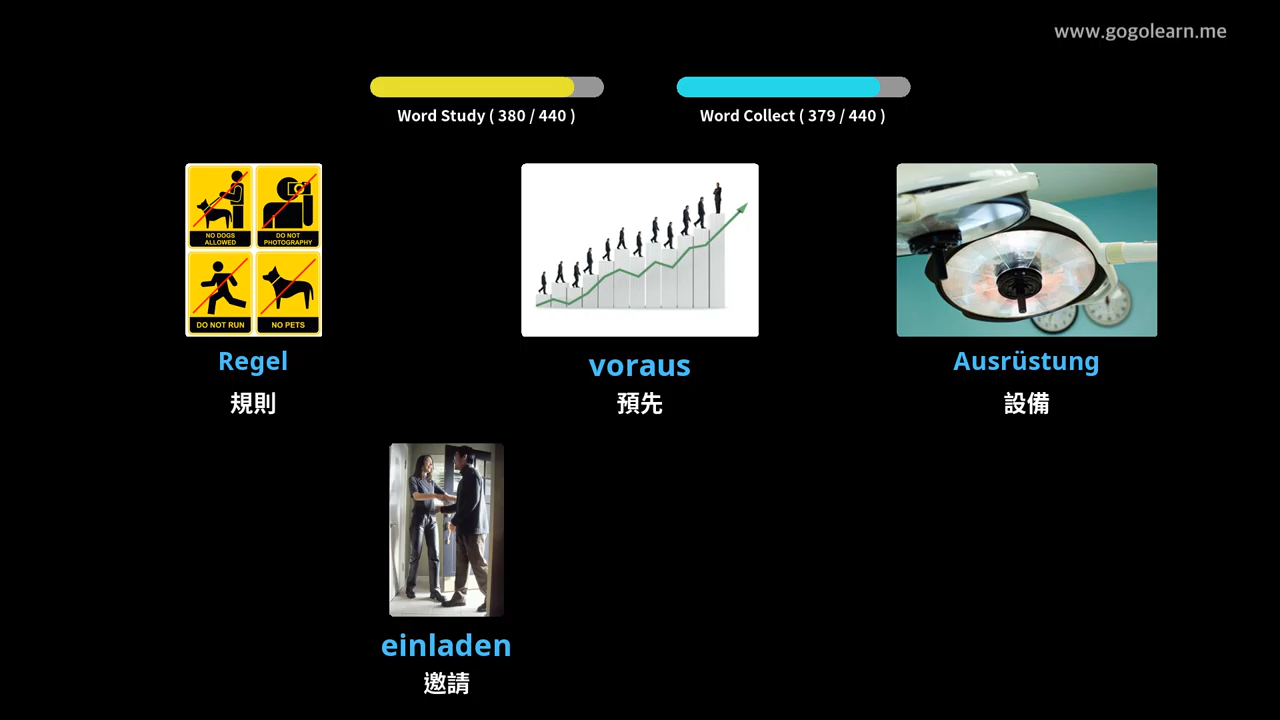 www.gogolearn.me
Word Study ( 380 / 440 )
Word Collect ( 379 / 440 )
NO DOGS
ALLOWED
DO NOT
PHOTOGRAPHY
DO NOT RUN
NO PETS
Regel
規則
voraus
預先
Ausrüstung
設備
einladen
邀請